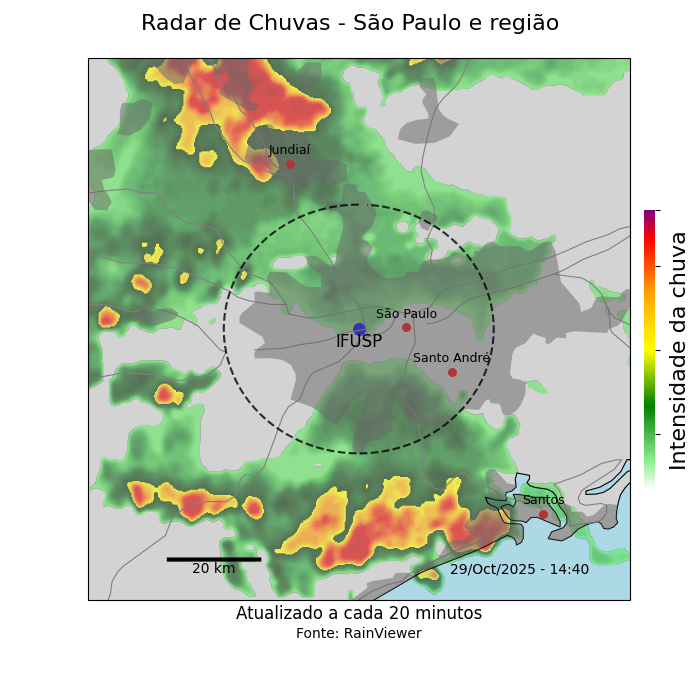 Radar de Chuvas - São Paulo e região
Jundiaí
São Paulo
IFUSP
Santo André
Santos
20 km
29/Oct/2025 - 14:40
Intensidade da chuva
Atualizado a cada 20 minutos
Fonte: RainViewer